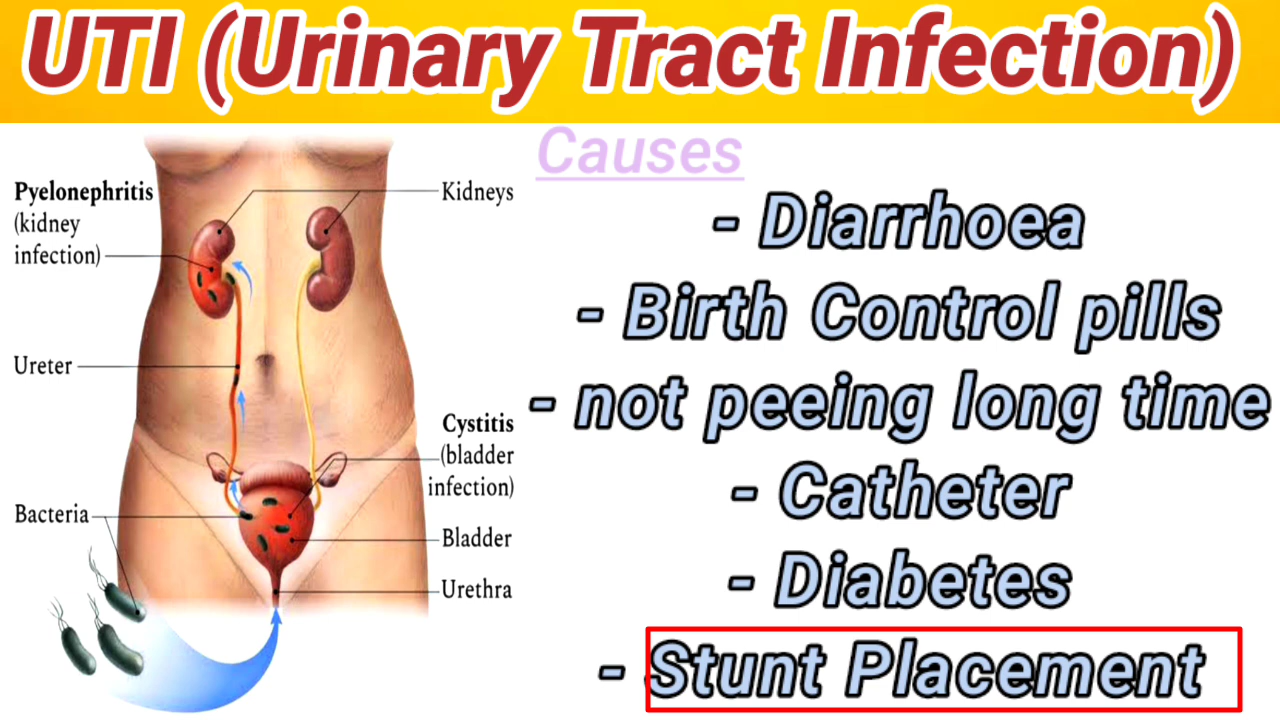 UTI (Urinary Tract Infection)
Causes
Pyelonephritis
(kidney
infection)
Kidneys
Ureter
Cystitis
(bladder
infection)
Bacteria
Bladder
Urethra
- Diarrhoea
- Birth Control pills
- not peeing long time
- Catheter
- Diabetes
- Stunt Placement